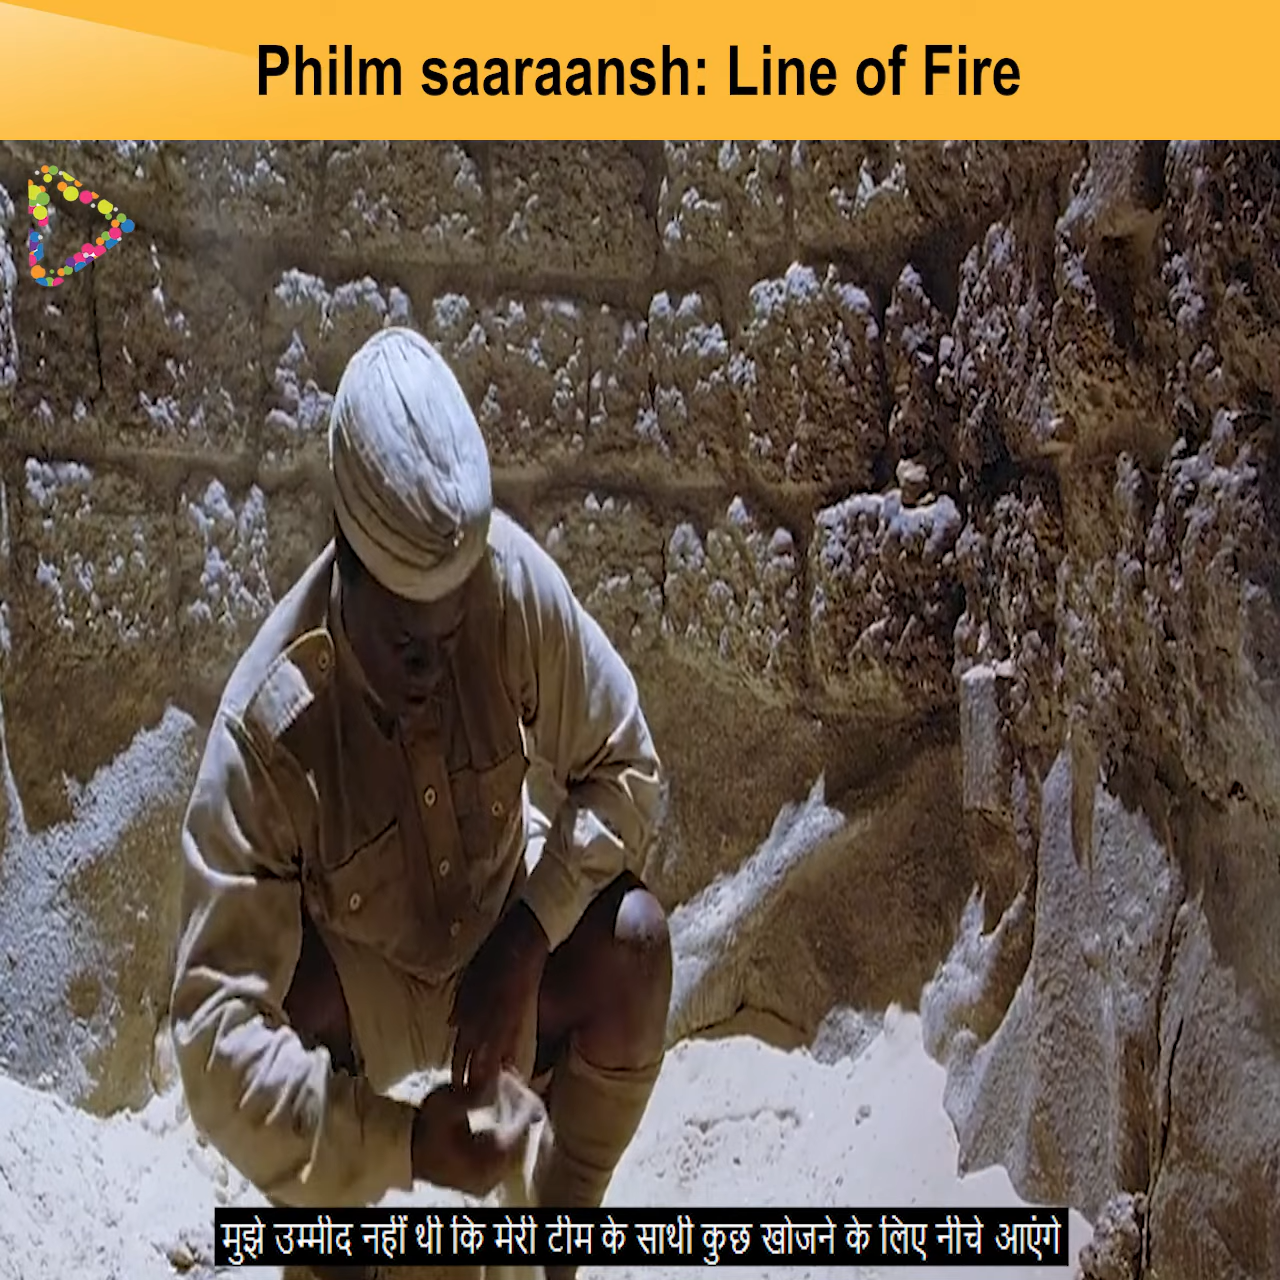 Philm saaraansh: Line of Fire
मुझे उम्मीद नहीं थी कि मेरी टीम के साथी कुछ खोजने के लिए नीचे आएंगे